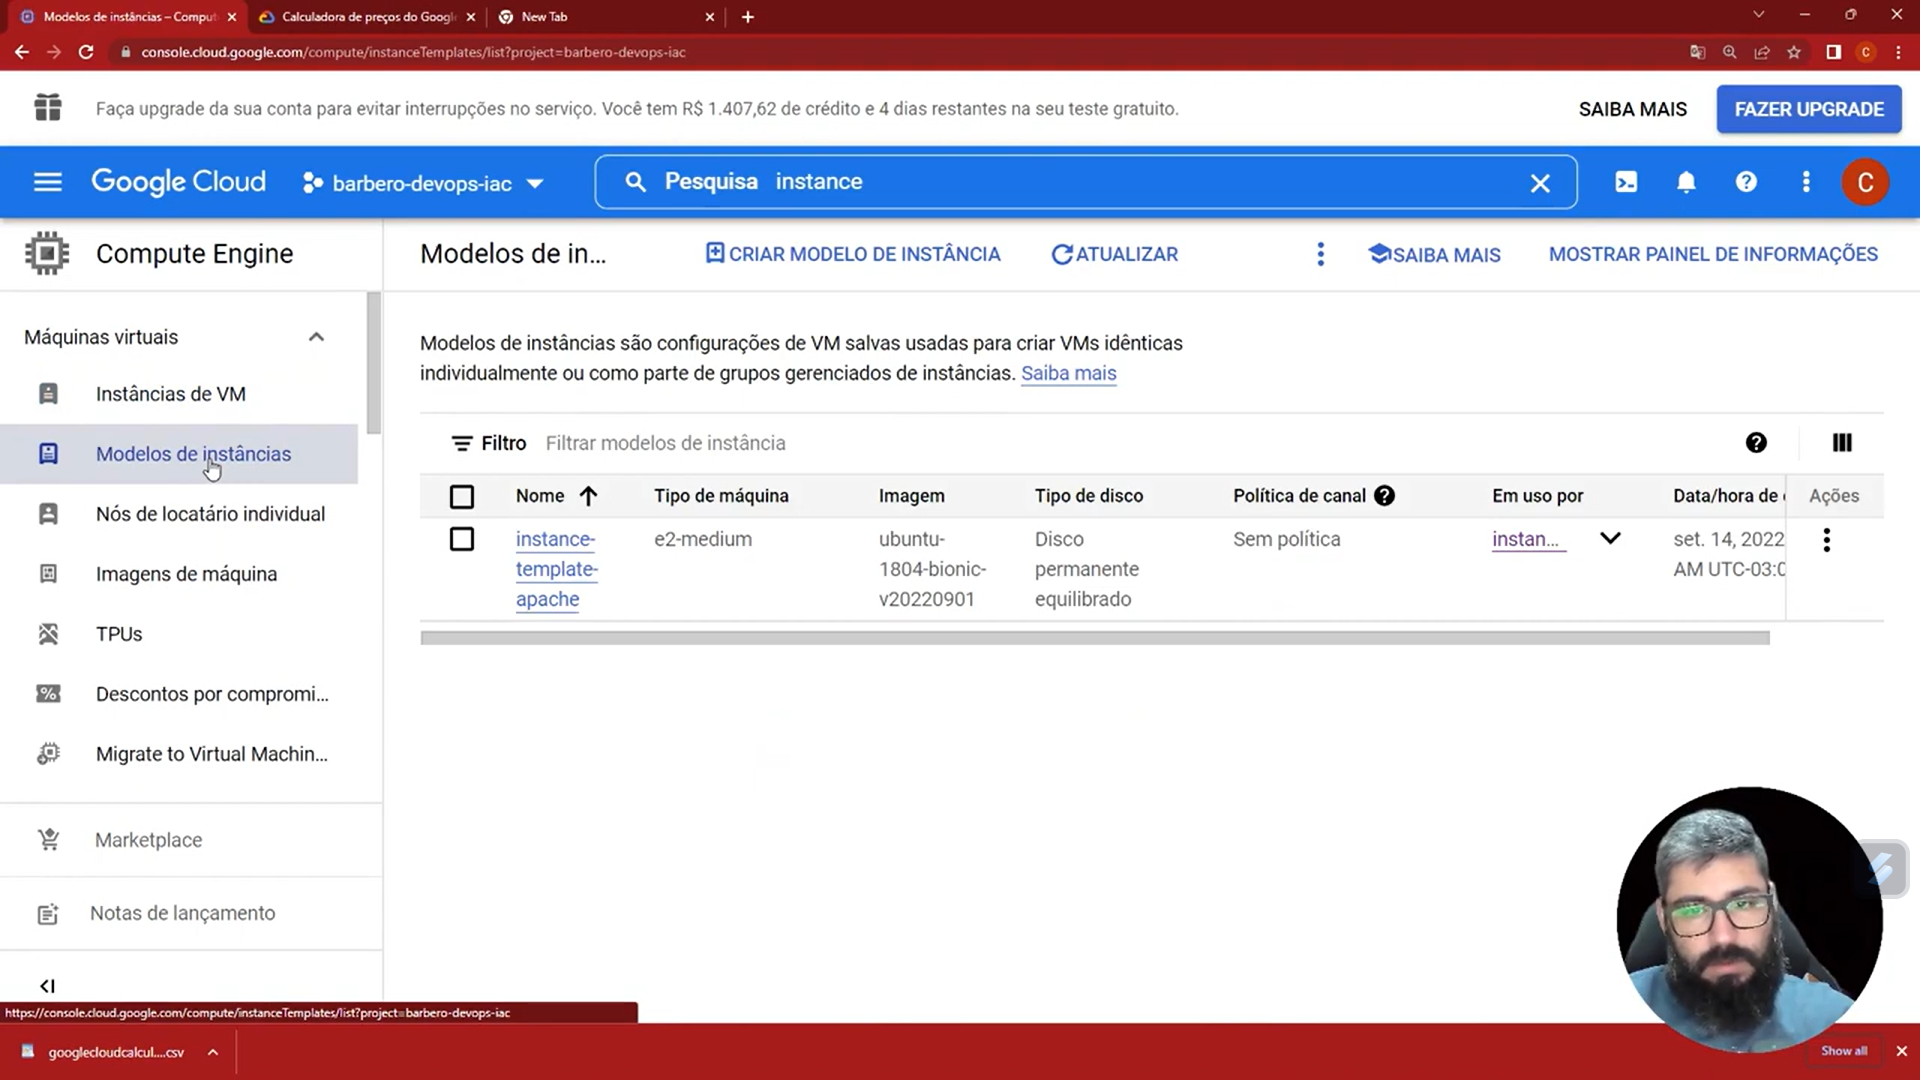 Modelos de instâncias – Comput
Calculadora de preços do Googl
New Tab
console.cloud.google.com/compute/instanceTemplates/list?project=barbero-devops-iac
C
Faça upgrade da sua conta para evitar interrupções no serviço. Você tem R$ 1.407,62 de crédito e 4 dias restantes na seu teste gratuito.
SAIBA MAIS
FAZER UPGRADE
Google Cloud
barbero-devops-iac
Pesquisa instance
C
Compute Engine
Modelos de in...
CRIAR MODELO DE INSTÂNCIA
ATUALIZAR
SAIBA MAIS
MOSTRAR PAINEL DE INFORMAÇÕES
Máquinas virtuais
Instâncias de VM
Modelos de instâncias
Nós de locatário individual
Imagens de máquina
TPUs
Descontos por compromi...
Migrate to Virtual Machin...
Marketplace
Notas de lançamento
Modelos de instâncias são configurações de VM salvas usadas para criar VMs idênticas
individualmente ou como parte de grupos gerenciados de instâncias. Saiba mais
Filtro Filtrar modelos de instância
Nome Tipo de máquina Imagem Tipo de disco Política de canal Em uso por Data/hora de Ações
instance- e2-medium ubuntu- Disco Sem política instan... set. 14, 2022
template- 1804-bionic- permanente AM UTC-03:0
apache v20220901 equilibrado
https://console.cloud.google.com/compute/instanceTemplates/list?project=barbero-devops-iac
googlecloudcalcul....csv
Show all